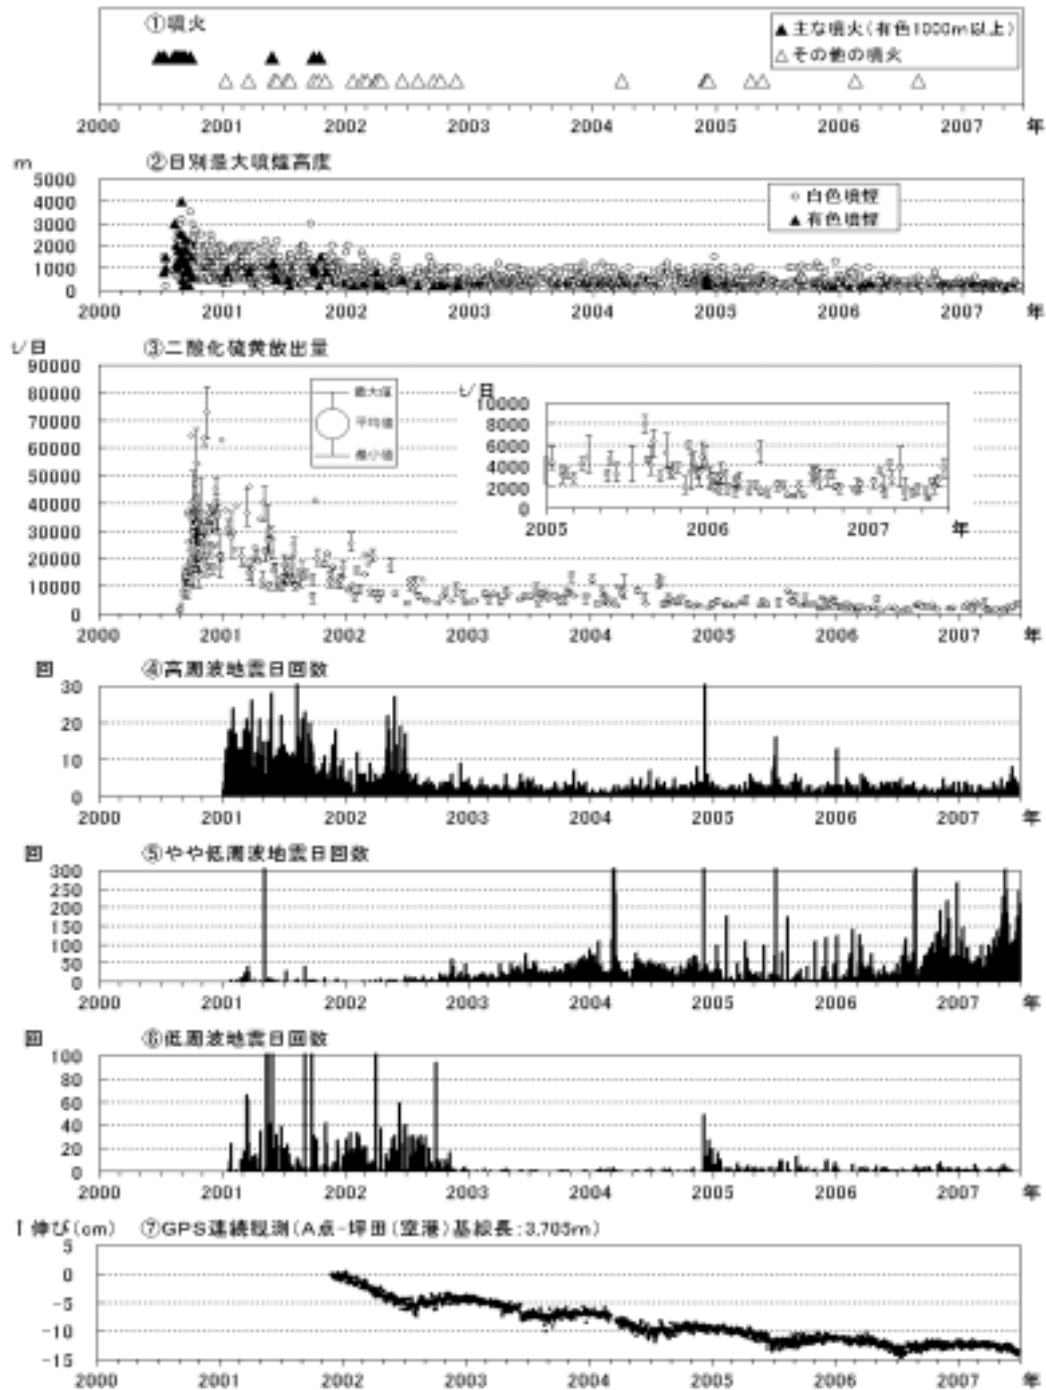 ①噴火
▲ 主な噴火(有色1000m以上)
△ その他の噴火
2000 2001 2002 2003 2004 2005 2006 2007 年
m ②日別最大噴煙高度
5000
4000
3000
2000
1000
0
○ 白色噴煙
▲ 有色噴煙
2000 2001 2002 2003 2004 2005 2006 2007 年
t/日 ③二酸化硫黄放出量
90000
80000
70000
60000
50000
40000
30000
20000
10000
0
最大値
平均値
最小値
t/日
10000
8000
6000
4000
2000
0
2005 2006 2007 年
2000 2001 2002 2003 2004 2005 2006 2007 年
回 ④高周波地震日回数
30
20
10
0
2000 2001 2002 2003 2004 2005 2006 2007 年
回 ⑤やや低周波地震日回数
300
250
200
150
100
50
0
2000 2001 2002 2003 2004 2005 2006 2007 年
回 ⑥低周波地震日回数
100
80
60
40
20
0
2000 2001 2002 2003 2004 2005 2006 2007 年
↑伸び(cm) ⑦GPS連続観測(A点-坪田(空港)基線長:3,705m)
5
0
-5
-10
-15
2000 2001 2002 2003 2004 2005 2006 2007 年